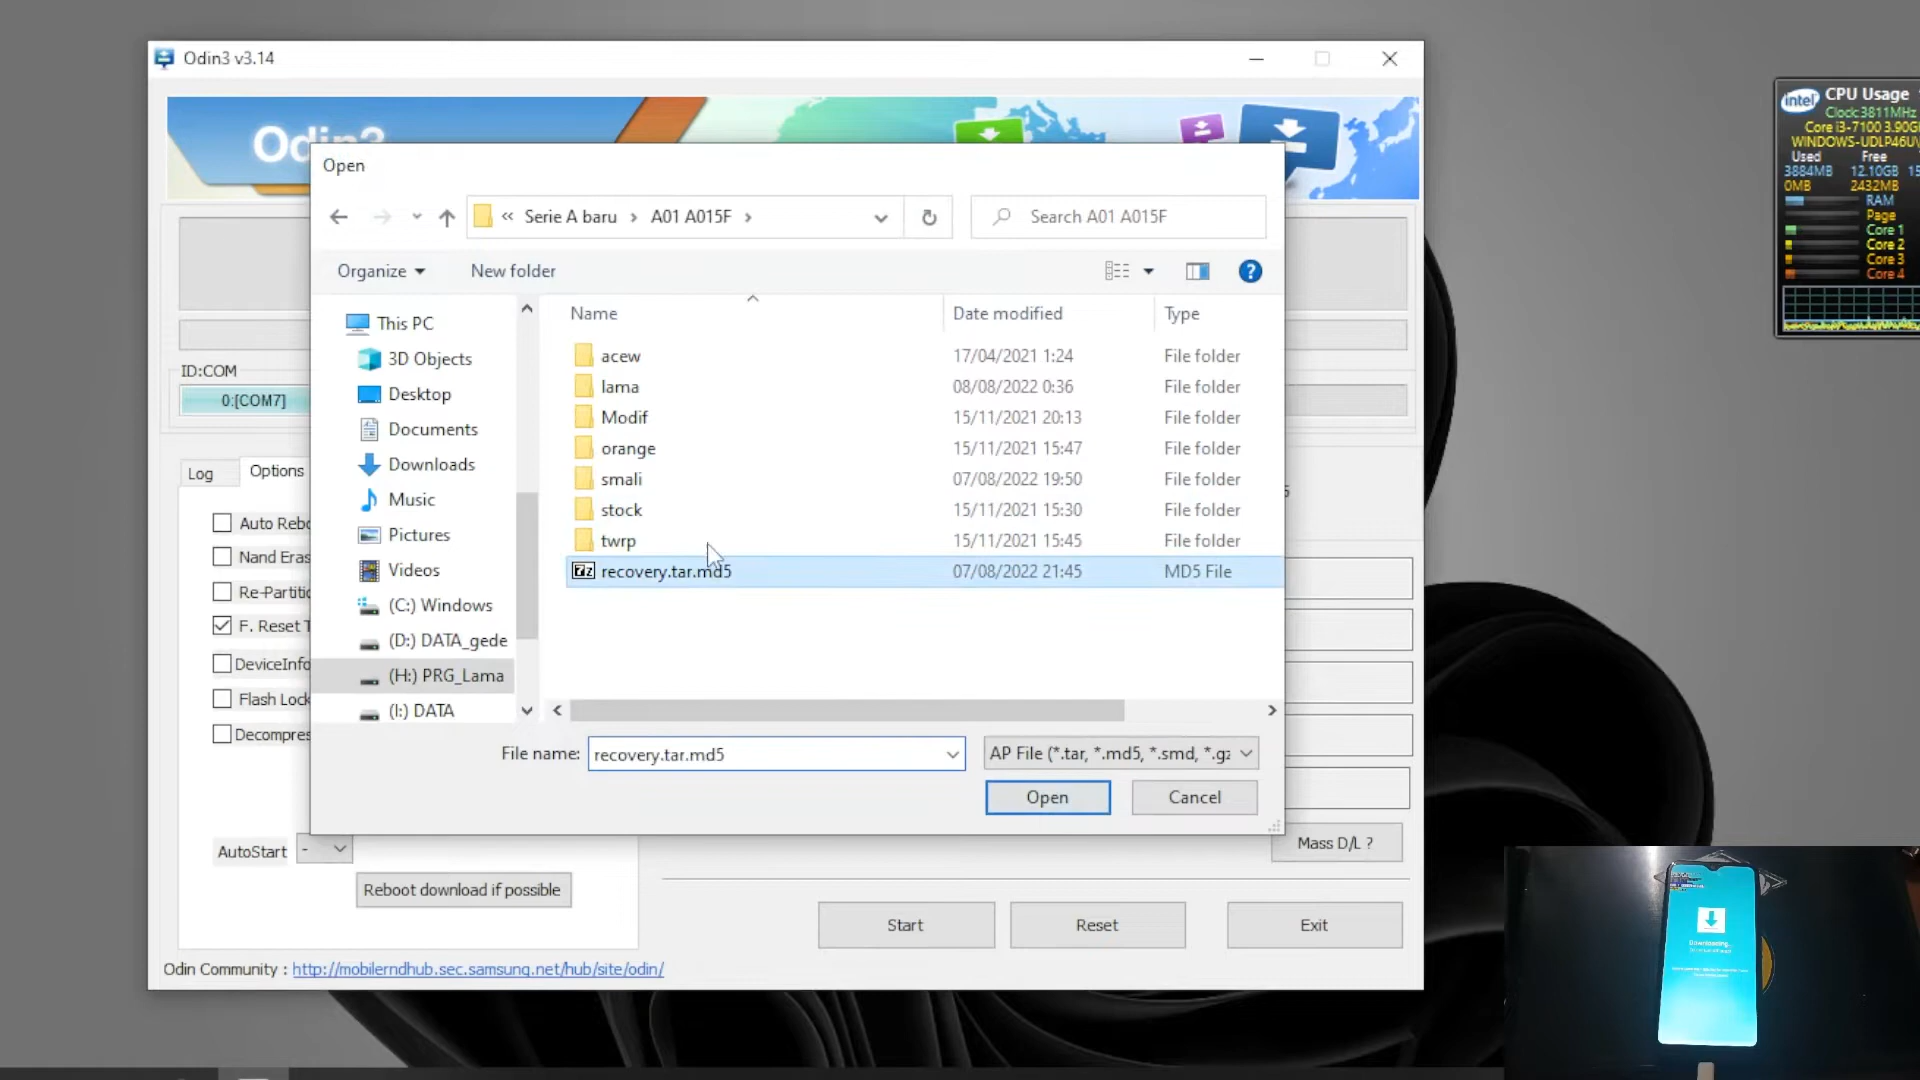 Odin3 v3.14
Odin3
Open
« Serie A baru › A01 A015F ›
Search A01 A015F
Organize
New folder
?
Name
Date modified
Type
This PC
3D Objects
Desktop
Documents
Downloads
Music
Pictures
Videos
(C:) Windows
(D:) DATA_gede
(H:) PRG_Lama
(I:) DATA
acew 17/04/2021 1:24 File folder
lama 08/08/2022 0:36 File folder
Modif 15/11/2021 20:13 File folder
orange 15/11/2021 15:47 File folder
smali 07/08/2022 19:50 File folder
stock 15/11/2021 15:30 File folder
twrp 15/11/2021 15:45 File folder
recovery.tar.md5 07/08/2022 21:45 MD5 File
File name: recovery.tar.md5
AP File (*.tar, *.md5, *.smd, *.gz
Open
Cancel
ID:COM
0:[COM7]
Log
Options
Auto Rebo
Nand Eras
Re-Partitio
F. Reset T
DeviceInfo
Flash Lock
Decompres
AutoStart -
Reboot download if possible
Mass D/L ?
Start
Reset
Exit
Odin Community : http://mobilerndhub.sec.samsung.net/hub/site/odin/
intel
CPU Usage
Clock:3811MHz
Core i3-7100 3.90G
WINDOWS-UDLP46U
Used Free
3884MB 12.10GB 15
0MB 2432MB
RAM
Page
Core 1
Core 2
Core 3
Core 4
Downloading...